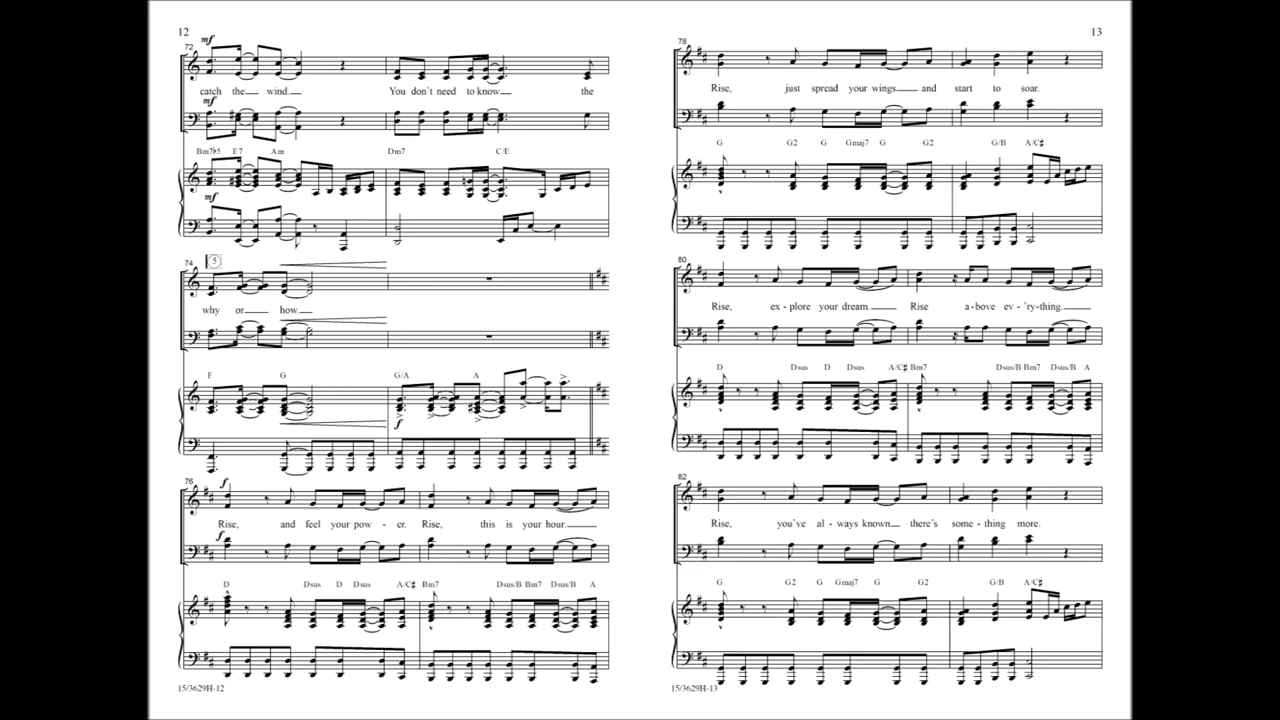 12
72
mf
catch the wind. You don't need to know the
mf
Bm7♭5 E7 Am Dm7 C/E
mf
74
5
why or how.
F G G/A A
f
76
f
Rise, and feel your pow - er. Rise, this is your hour.
f
D Dsus D Dsus A/C♯ Bm7 Dsus/B Bm7 Dsus/B A
15/3629H-12
13
78
Rise, just spread your wings and start to soar.
G G2 G Gmaj7 G G2 G/B A/C♯
80
Rise, ex - plore your dream. Rise a - bove ev - 'ry-thing.
D Dsus D Dsus A/C♯ Bm7 Dsus/B Bm7 Dsus/B A
82
Rise, you've al - ways known there's some - thing more.
G G2 G Gmaj7 G G2 G/B A/C♯
15/3629H-13